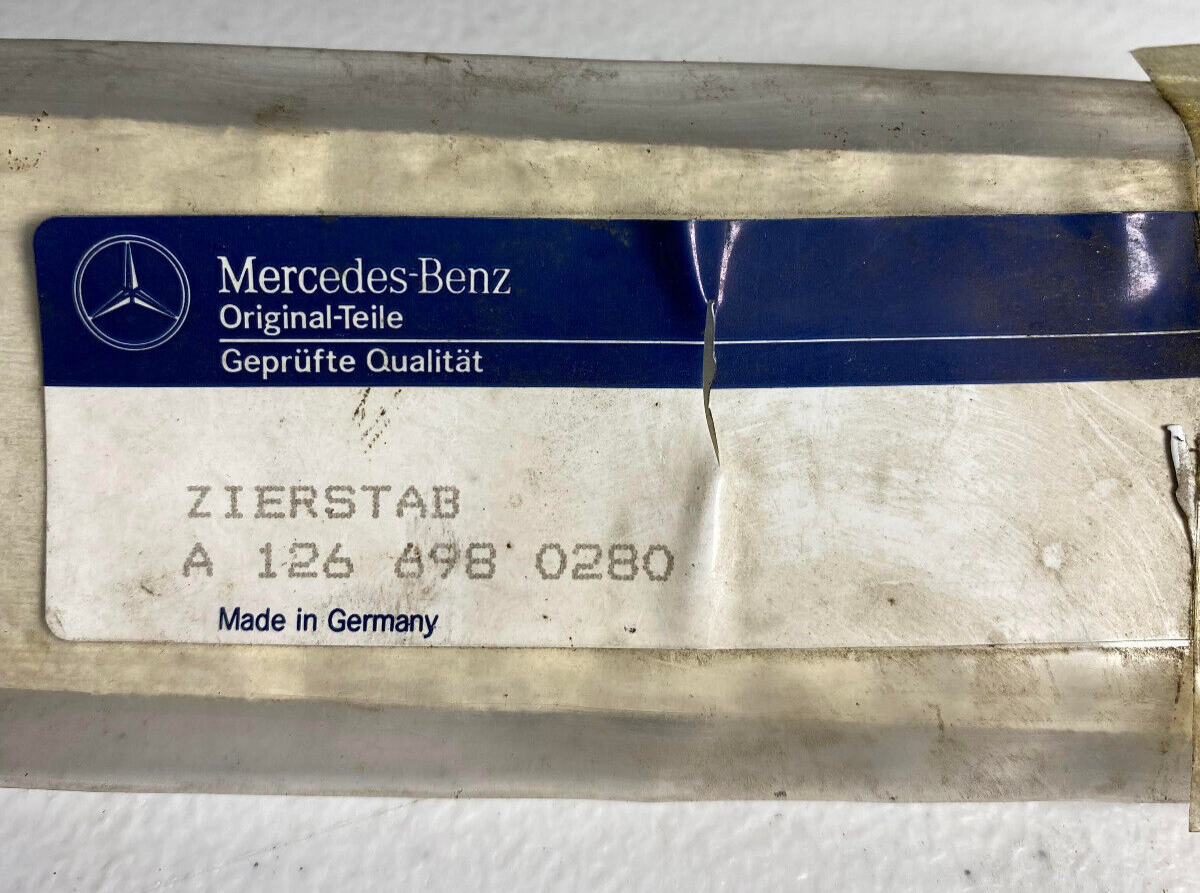 Mercedes-Benz
Original-Teile
Geprüfte Qualität
ZIERSTAB
A 126 698 0280
Made in Germany